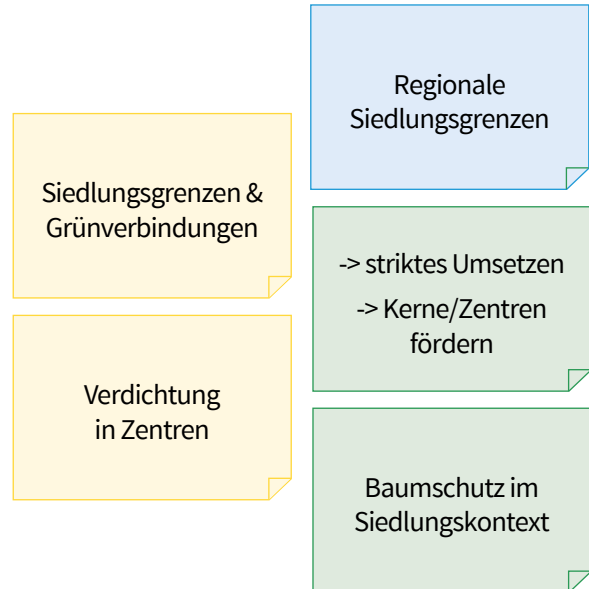 Siedlungsgrenzen &
Grünverbindungen
Verdichtung
in Zentren
Regionale
Siedlungsgrenzen
-> striktes Umsetzen
-> Kerne/Zentren
fördern
Baumschutz im
Siedlungskontext